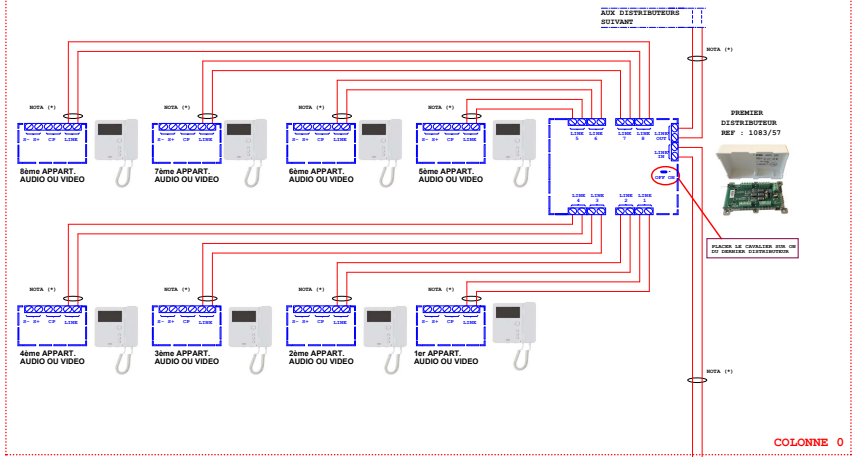 AUX DISTRIBUTEURS
SUIVANT
NOTA (*)
NOTA (*)
NOTA (*)
NOTA (*)
NOTA (*)
S- S+ CP LINE
S- S+ CP LINE
S- S+ CP LINE
S- S+ CP LINE
8ème APPART.
AUDIO OU VIDEO
7ème APPART.
AUDIO OU VIDEO
6ème APPART.
AUDIO OU VIDEO
5ème APPART.
AUDIO OU VIDEO
LINE
5
LINE
6
LINE
7
LINE
8
LINE
OUT
LINE
IN
OFF ON
LINE
4
LINE
3
LINE
2
LINE
1
PREMIER
DISTRIBUTEUR
REF : 1083/57
PLACER LE CAVALIER SUR ON
DU DERNIER DISTRIBUTEUR
NOTA (*)
NOTA (*)
NOTA (*)
NOTA (*)
S- S+ CP LINE
S- S+ CP LINE
S- S+ CP LINE
S- S+ CP LINE
4ème APPART.
AUDIO OU VIDEO
3ème APPART.
AUDIO OU VIDEO
2ème APPART.
AUDIO OU VIDEO
1er APPART.
AUDIO OU VIDEO
NOTA (*)
COLONNE 0